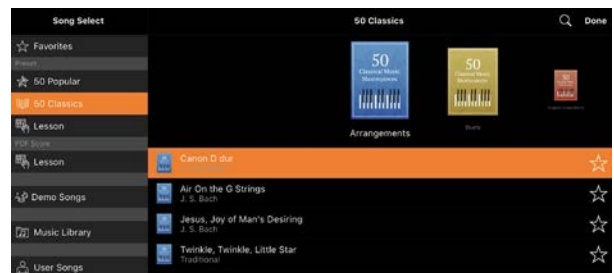 Song Select
50 Classics
Done
Favorites
Preset
50 Popular
50 Classics
Lesson
PDF Score
Lesson
Demo Songs
Music Library
User Songs
50
Classical Music
Masterpieces
Arrangements
50
Classical Music
Masterpieces
Duets
50
Canon D dur
Air On the G Strings
J. S. Bach
Jesus, Joy of Man's Desiring
J. S. Bach
Twinkle, Twinkle, Little Star
Traditional